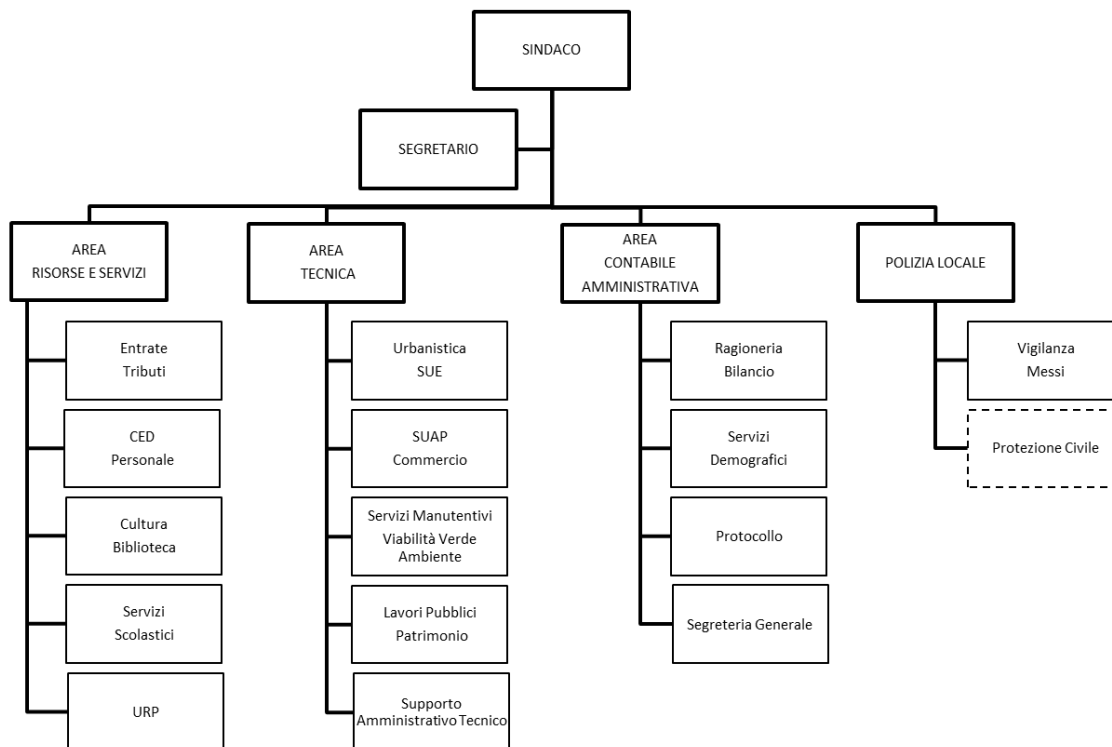 SINDACO
SEGRETARIO
AREA
RISORSE E SERVIZI
AREA
TECNICA
AREA
CONTABILE
AMMINISTRATIVA
POLIZIA LOCALE
Entrate
Tributi
CED
Personale
Cultura
Biblioteca
Servizi
Scolastici
URP
Urbanistica
SUE
SUAP
Commercio
Servizi Manutentivi
Viabilità Verde
Ambiente
Lavori Pubblici
Patrimonio
Supporto
Amministrativo Tecnico
Ragioneria
Bilancio
Servizi
Demografici
Protocollo
Segreteria Generale
Vigilanza
Messi
Protezione Civile